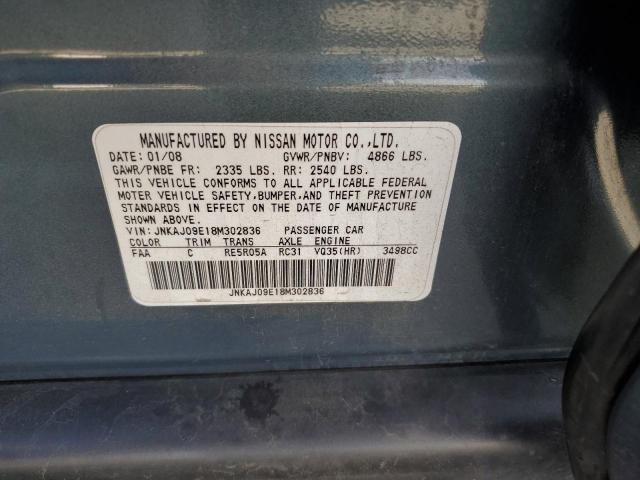 MANUFACTURED BY NISSAN MOTOR CO.,LTD.
DATE: 01/08 GVWR/PNBV: 4866 LBS.
GAWR/PNBE FR: 2335 LBS. RR: 2540 LBS.
THIS VEHICLE CONFORMS TO ALL APPLICABLE FEDERAL
MOTOR VEHICLE SAFETY,BUMPER,AND THEFT PREVENTION
STANDARDS IN EFFECT ON THE DATE OF MANUFACTURE
SHOWN ABOVE.
VIN: JNKAJ09E18M302836 PASSENGER CAR
COLOR TRIM TRANS AXLE ENGINE
FAA C RE5R05A RC31 VQ35(HR) 3498CC
JNKAJ09E18M302836